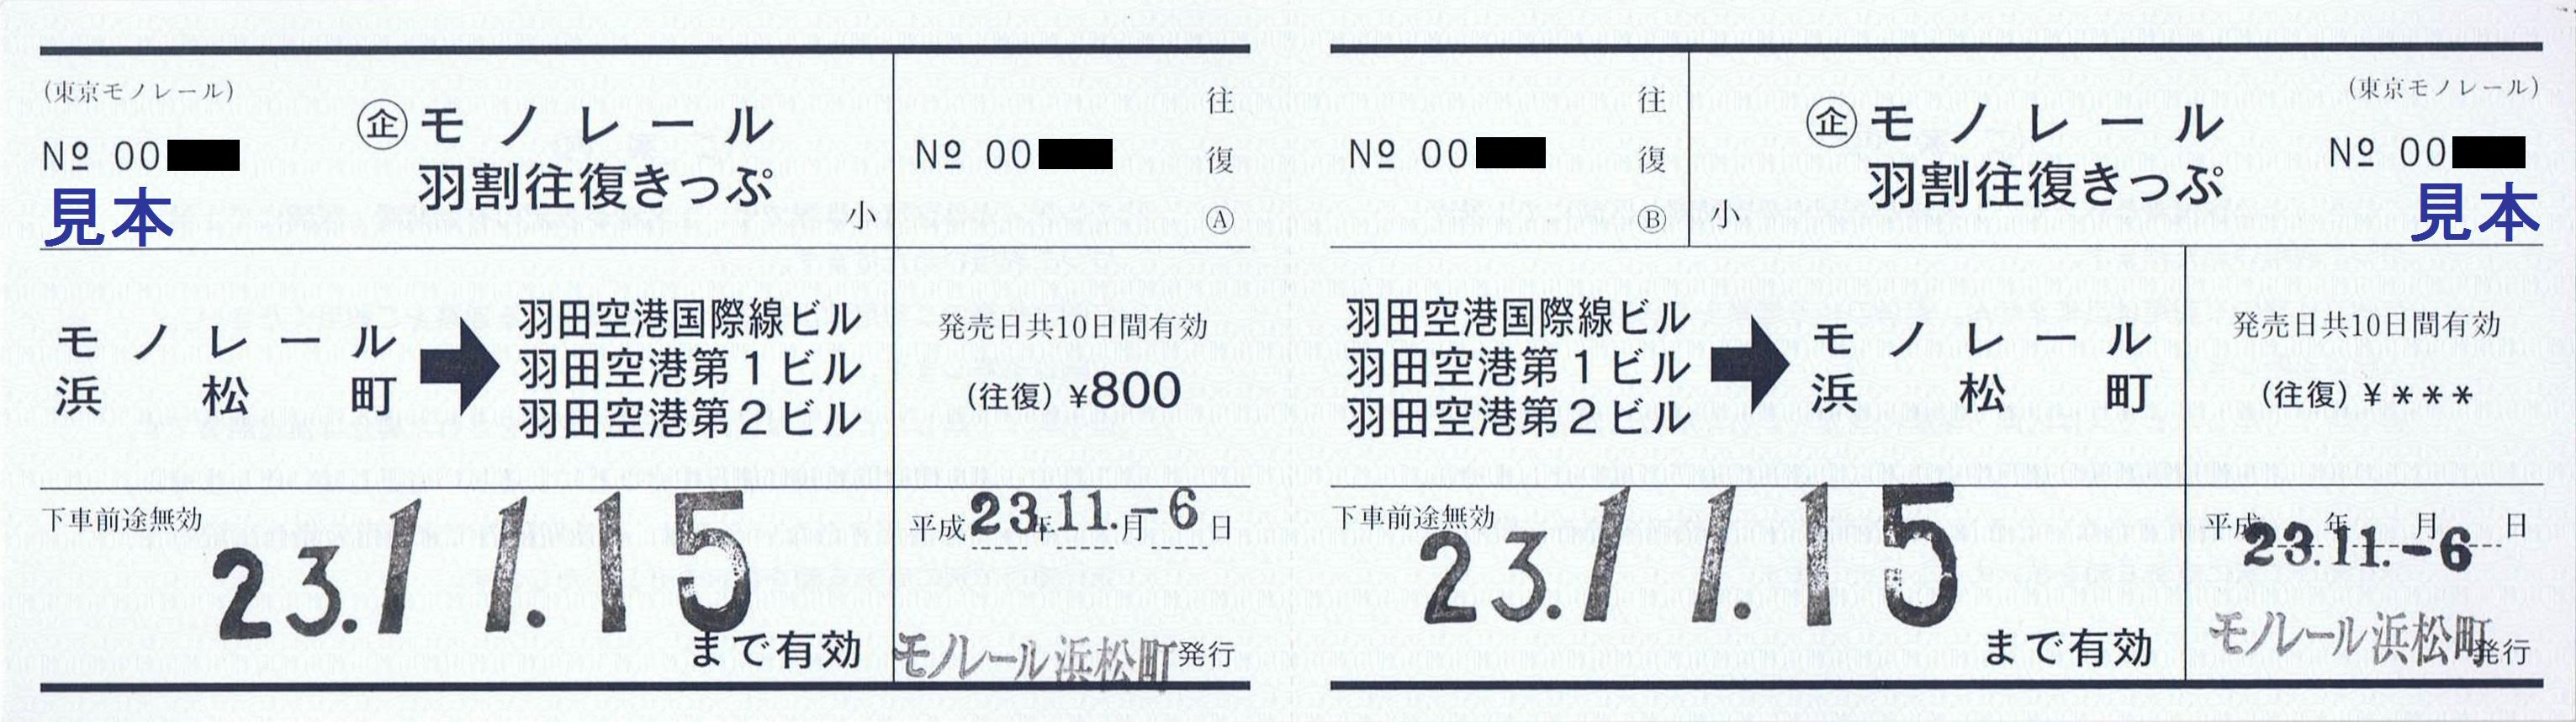 (東京モノレール)
№ 00
見本
企 モノレール
羽割往復きっぷ
小
№ 00
往復
Ⓐ
モノレール
浜松町
羽田空港国際線ビル
羽田空港第1ビル
羽田空港第2ビル
発売日共10日間有効
(往復) ¥800
下車前途無効
23.11.15
まで有効
平成23年11.月-6日
モノレール浜松町発行
№ 00
往復
Ⓑ
小
企 モノレール
羽割往復きっぷ
(東京モノレール)
№ 00
見本
羽田空港国際線ビル
羽田空港第1ビル
羽田空港第2ビル
モノレール
浜松町
発売日共10日間有効
(往復) ¥***
下車前途無効
23.11.15
まで有効
平成 年 月 日
23.11.-6
モノレール浜松町発行